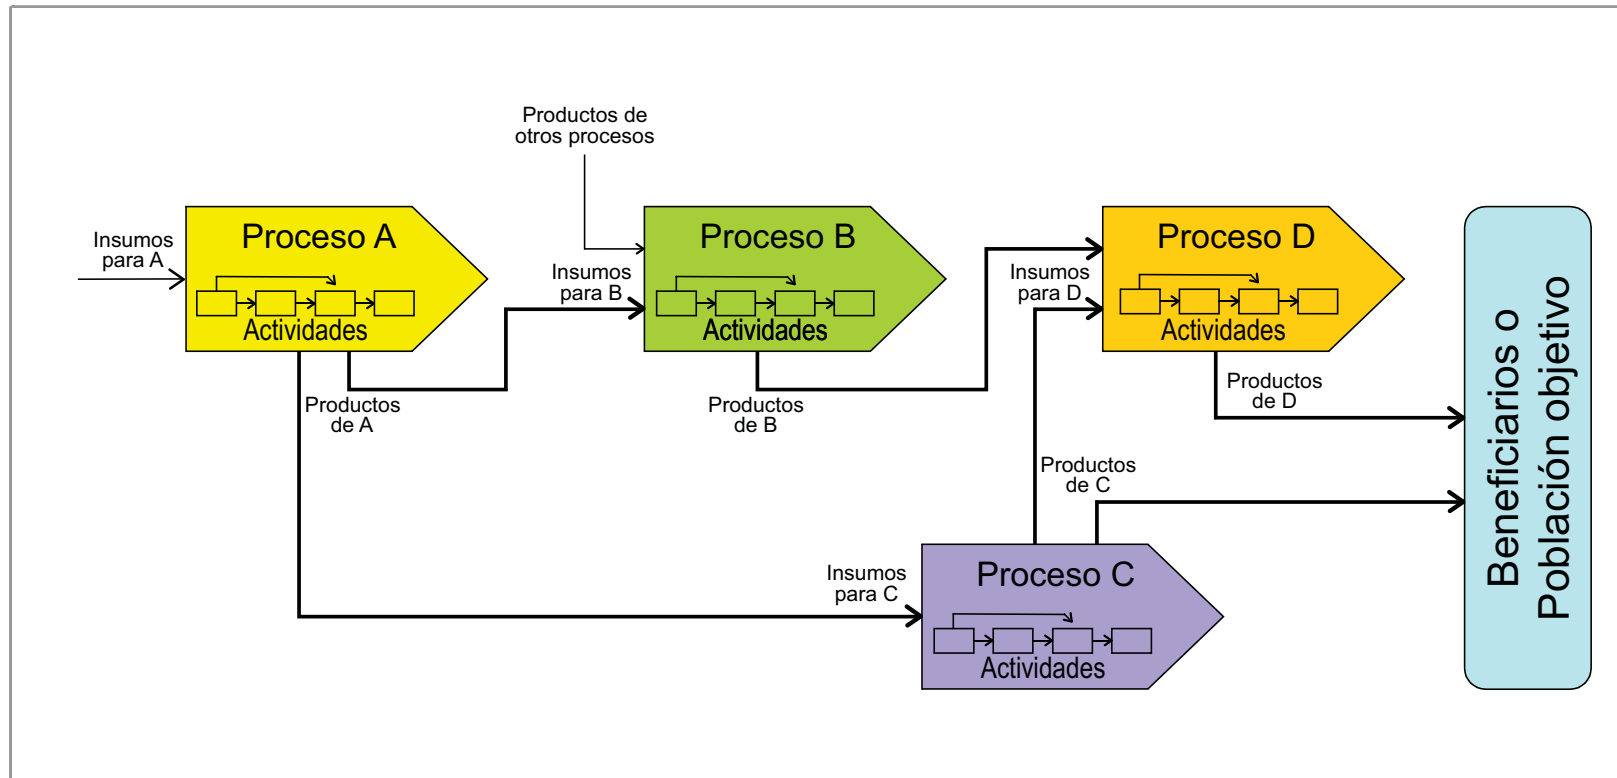 Productos de
otros procesos
Insumos
para A
Proceso A
Actividades
Productos
de A
Insumos
para B
Proceso B
Actividades
Productos
de B
Insumos
para D
Proceso D
Actividades
Productos
de D
Productos
de C
Insumos
para C
Proceso C
Actividades
Beneficiarios o
Población objetivo